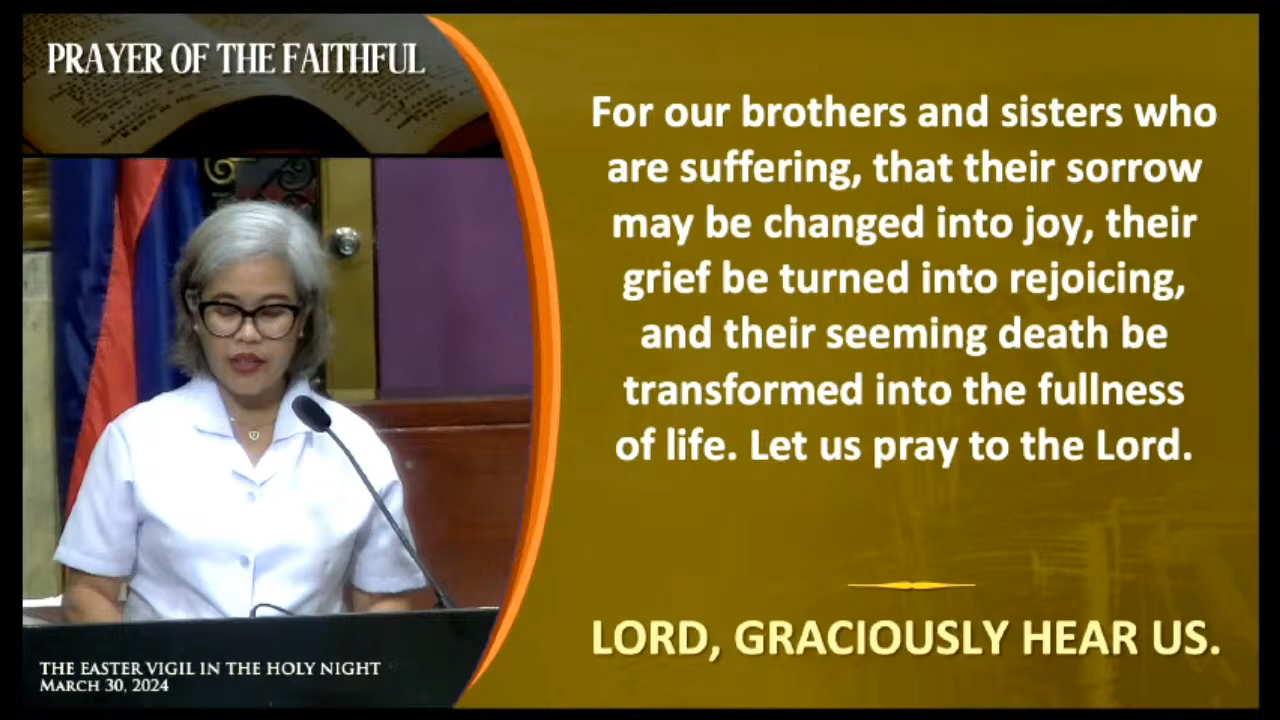 PRAYER OF THE FAITHFUL
For our brothers and sisters who
are suffering, that their sorrow
may be changed into joy, their
grief be turned into rejoicing,
and their seeming death be
transformed into the fullness
of life. Let us pray to the Lord.
LORD, GRACIOUSLY HEAR US.
THE EASTER VIGIL IN THE HOLY NIGHT
MARCH 30, 2024